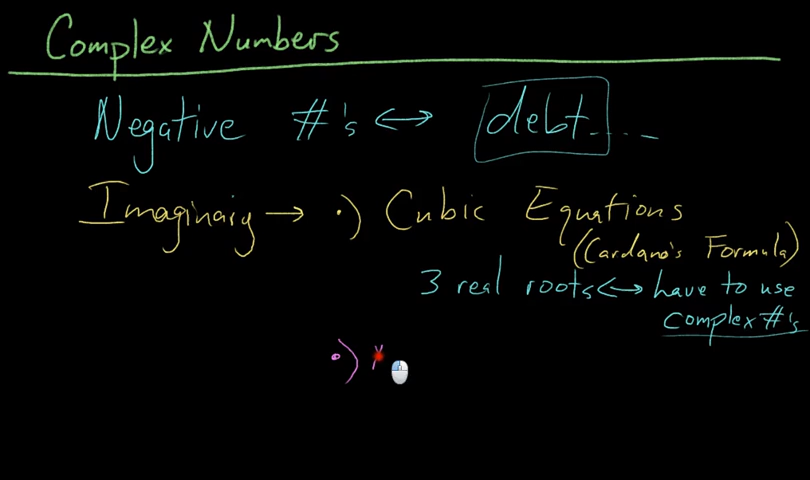 Complex Numbers
Negative #'s ↔ debt....
Imaginary → •) Cubic Equations
(Cardano's Formula)
3 real roots ↔ have to use
complex #'s
•)